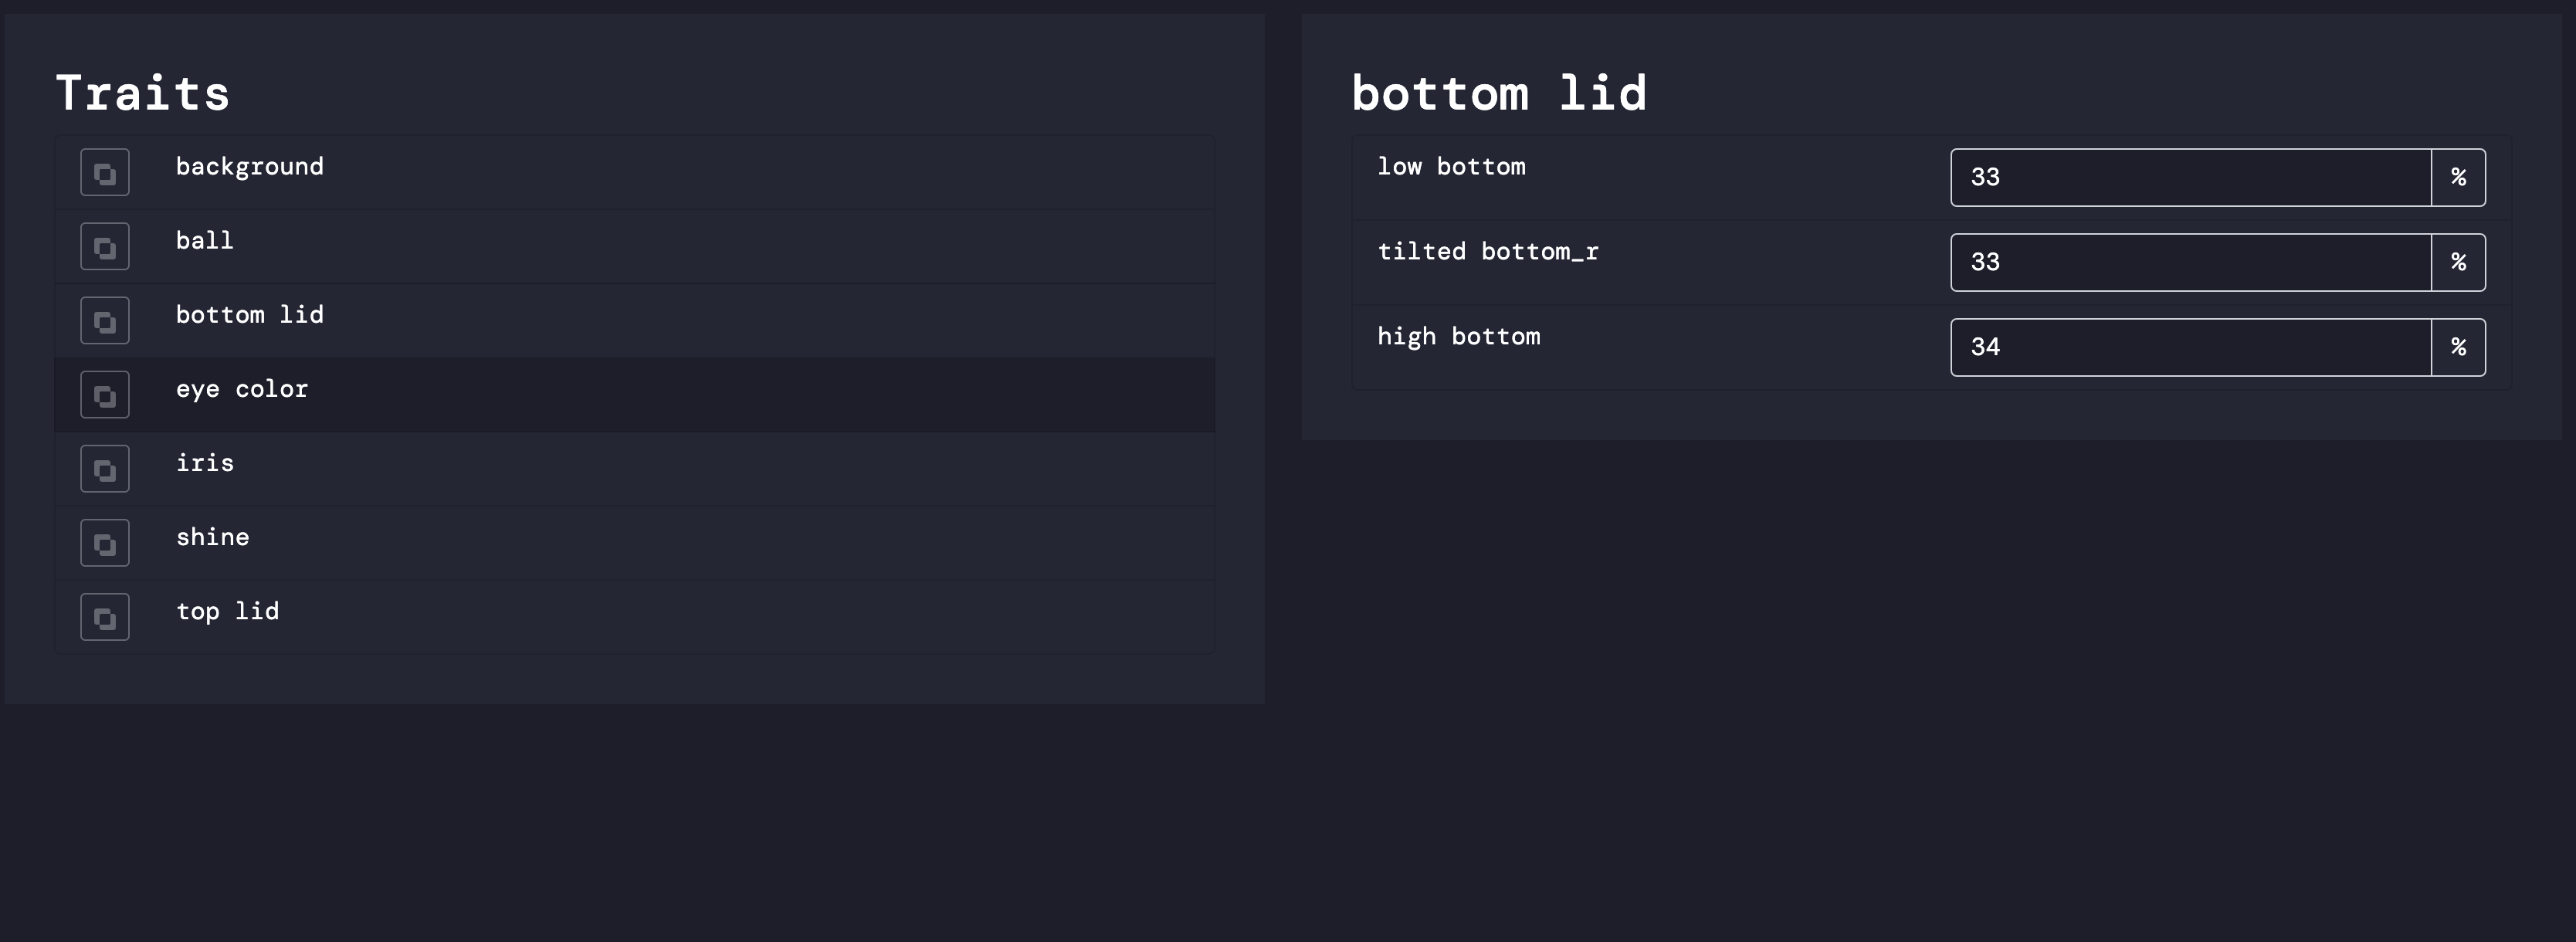 Traits
background
ball
bottom lid
eye color
iris
shine
top lid
bottom lid
low bottom 33 %
tilted bottom_r 33 %
high bottom 34 %